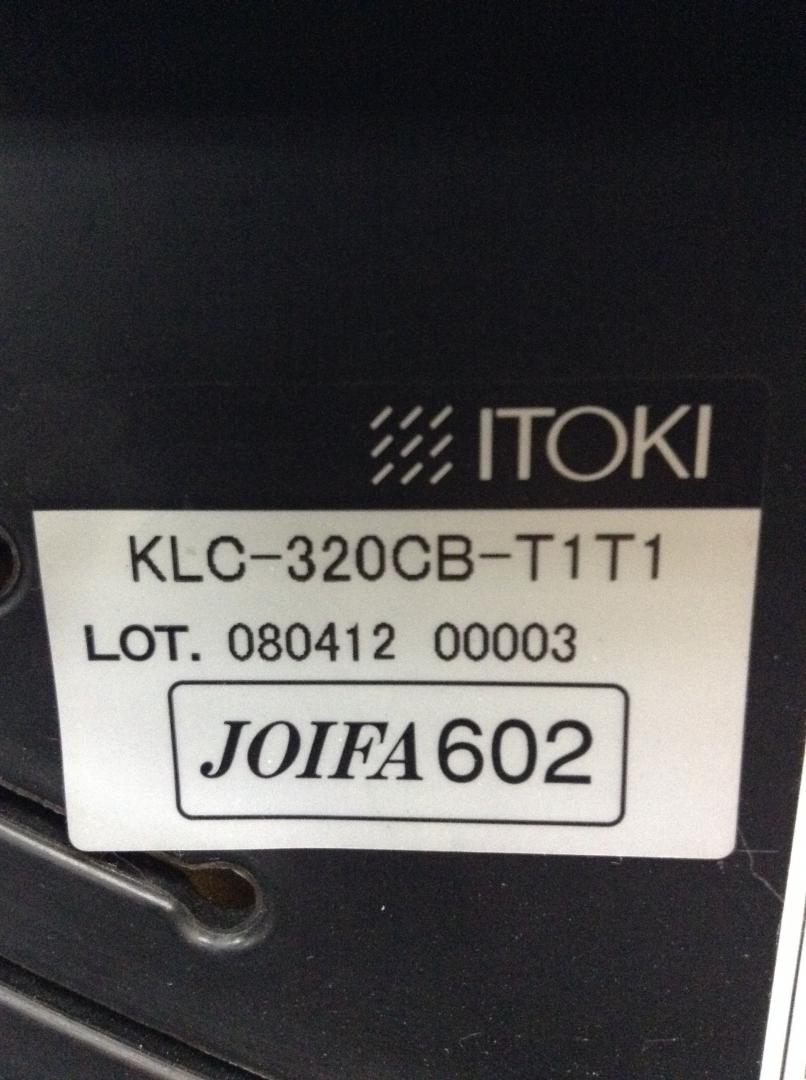 ITOKI
KLC-320CB-T1T1
LOT. 080412 00003
JOIFA 602